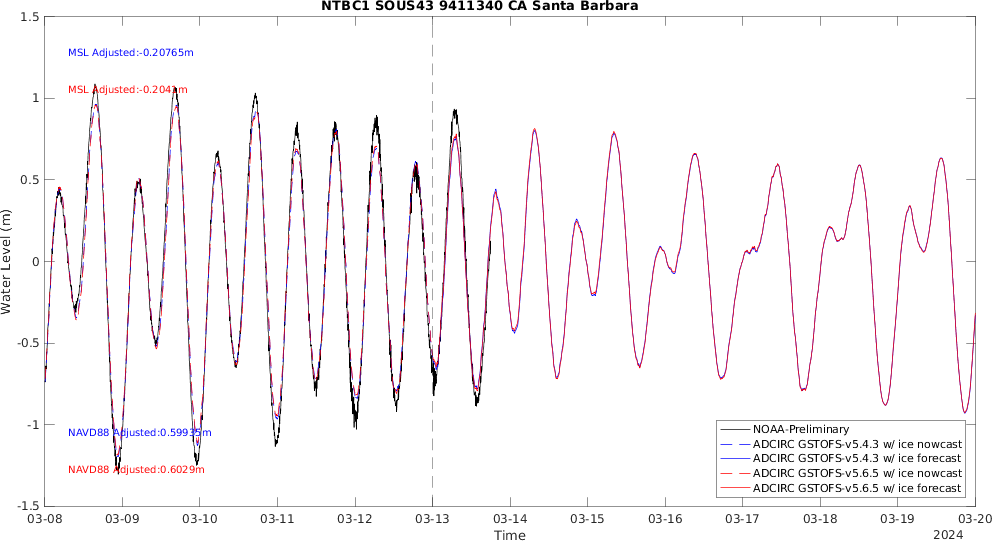 NTBC1 SOUS43 9411340 CA Santa Barbara
1.5
MSL Adjusted:-0.20765m
1
0.5
0
-0.5
-1
-1.5
Water Level (m)
NAVD88 Adjusted:0.59935m
NAVD88 Adjusted:0.6029m
NOAA-Preliminary
ADCIRC GSTOFS-v5.4.3 w/ ice nowcast
ADCIRC GSTOFS-v5.4.3 w/ ice forecast
ADCIRC GSTOFS-v5.6.5 w/ ice nowcast
ADCIRC GSTOFS-v5.6.5 w/ ice forecast
03-08 03-09 03-10 03-11 03-12 03-13 03-14 03-15 03-16 03-17 03-18 03-19 03-20
Time
2024